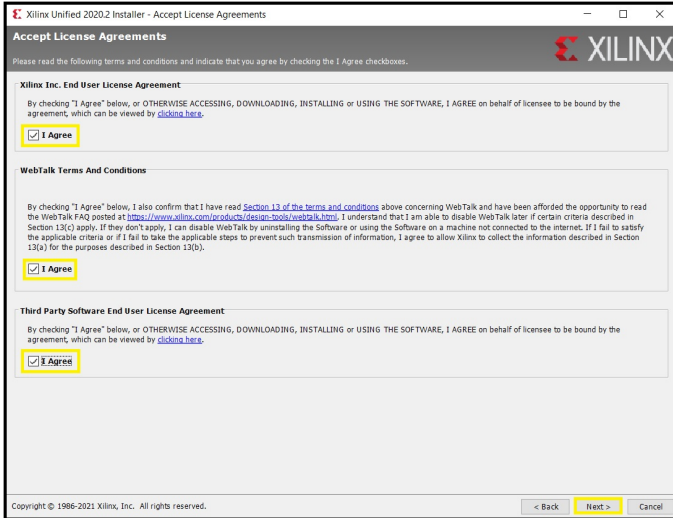 Xilinx Unified 2020.2 Installer - Accept License Agreements
Accept License Agreements
XILINX
Please read the following terms and conditions and indicate that you agree by checking the I Agree checkboxes.
Xilinx Inc. End User License Agreement
By checking "I Agree" below, or OTHERWISE ACCESSING, DOWNLOADING, INSTALLING or USING THE SOFTWARE, I AGREE on behalf of licensee to be bound by the
agreement, which can be viewed by clicking here.
I Agree
WebTalk Terms And Conditions
By checking "I Agree" below, I also confirm that I have read Section 13 of the terms and conditions above concerning WebTalk and have been afforded the opportunity to read
the WebTalk FAQ posted at https://www.xilinx.com/products/design-tools/webtalk.html. I understand that I am able to disable WebTalk later if certain criteria described in
Section 13(c) apply. If they don't apply, I can disable WebTalk by uninstalling the Software or using the Software on a machine not connected to the internet. If I fail to satisfy
the applicable criteria or if I fail to take the applicable steps to prevent such transmission of information, I agree to allow Xilinx to collect the information described in Section
13(a) for the purposes described in Section 13(b).
I Agree
Third Party Software End User License Agreement
By checking "I Agree" below, or OTHERWISE ACCESSING, DOWNLOADING, INSTALLING or USING THE SOFTWARE, I AGREE on behalf of licensee to be bound by the
agreement, which can be viewed by clicking here.
I Agree
Copyright © 1986-2021 Xilinx, Inc. All rights reserved.
< Back Next > Cancel